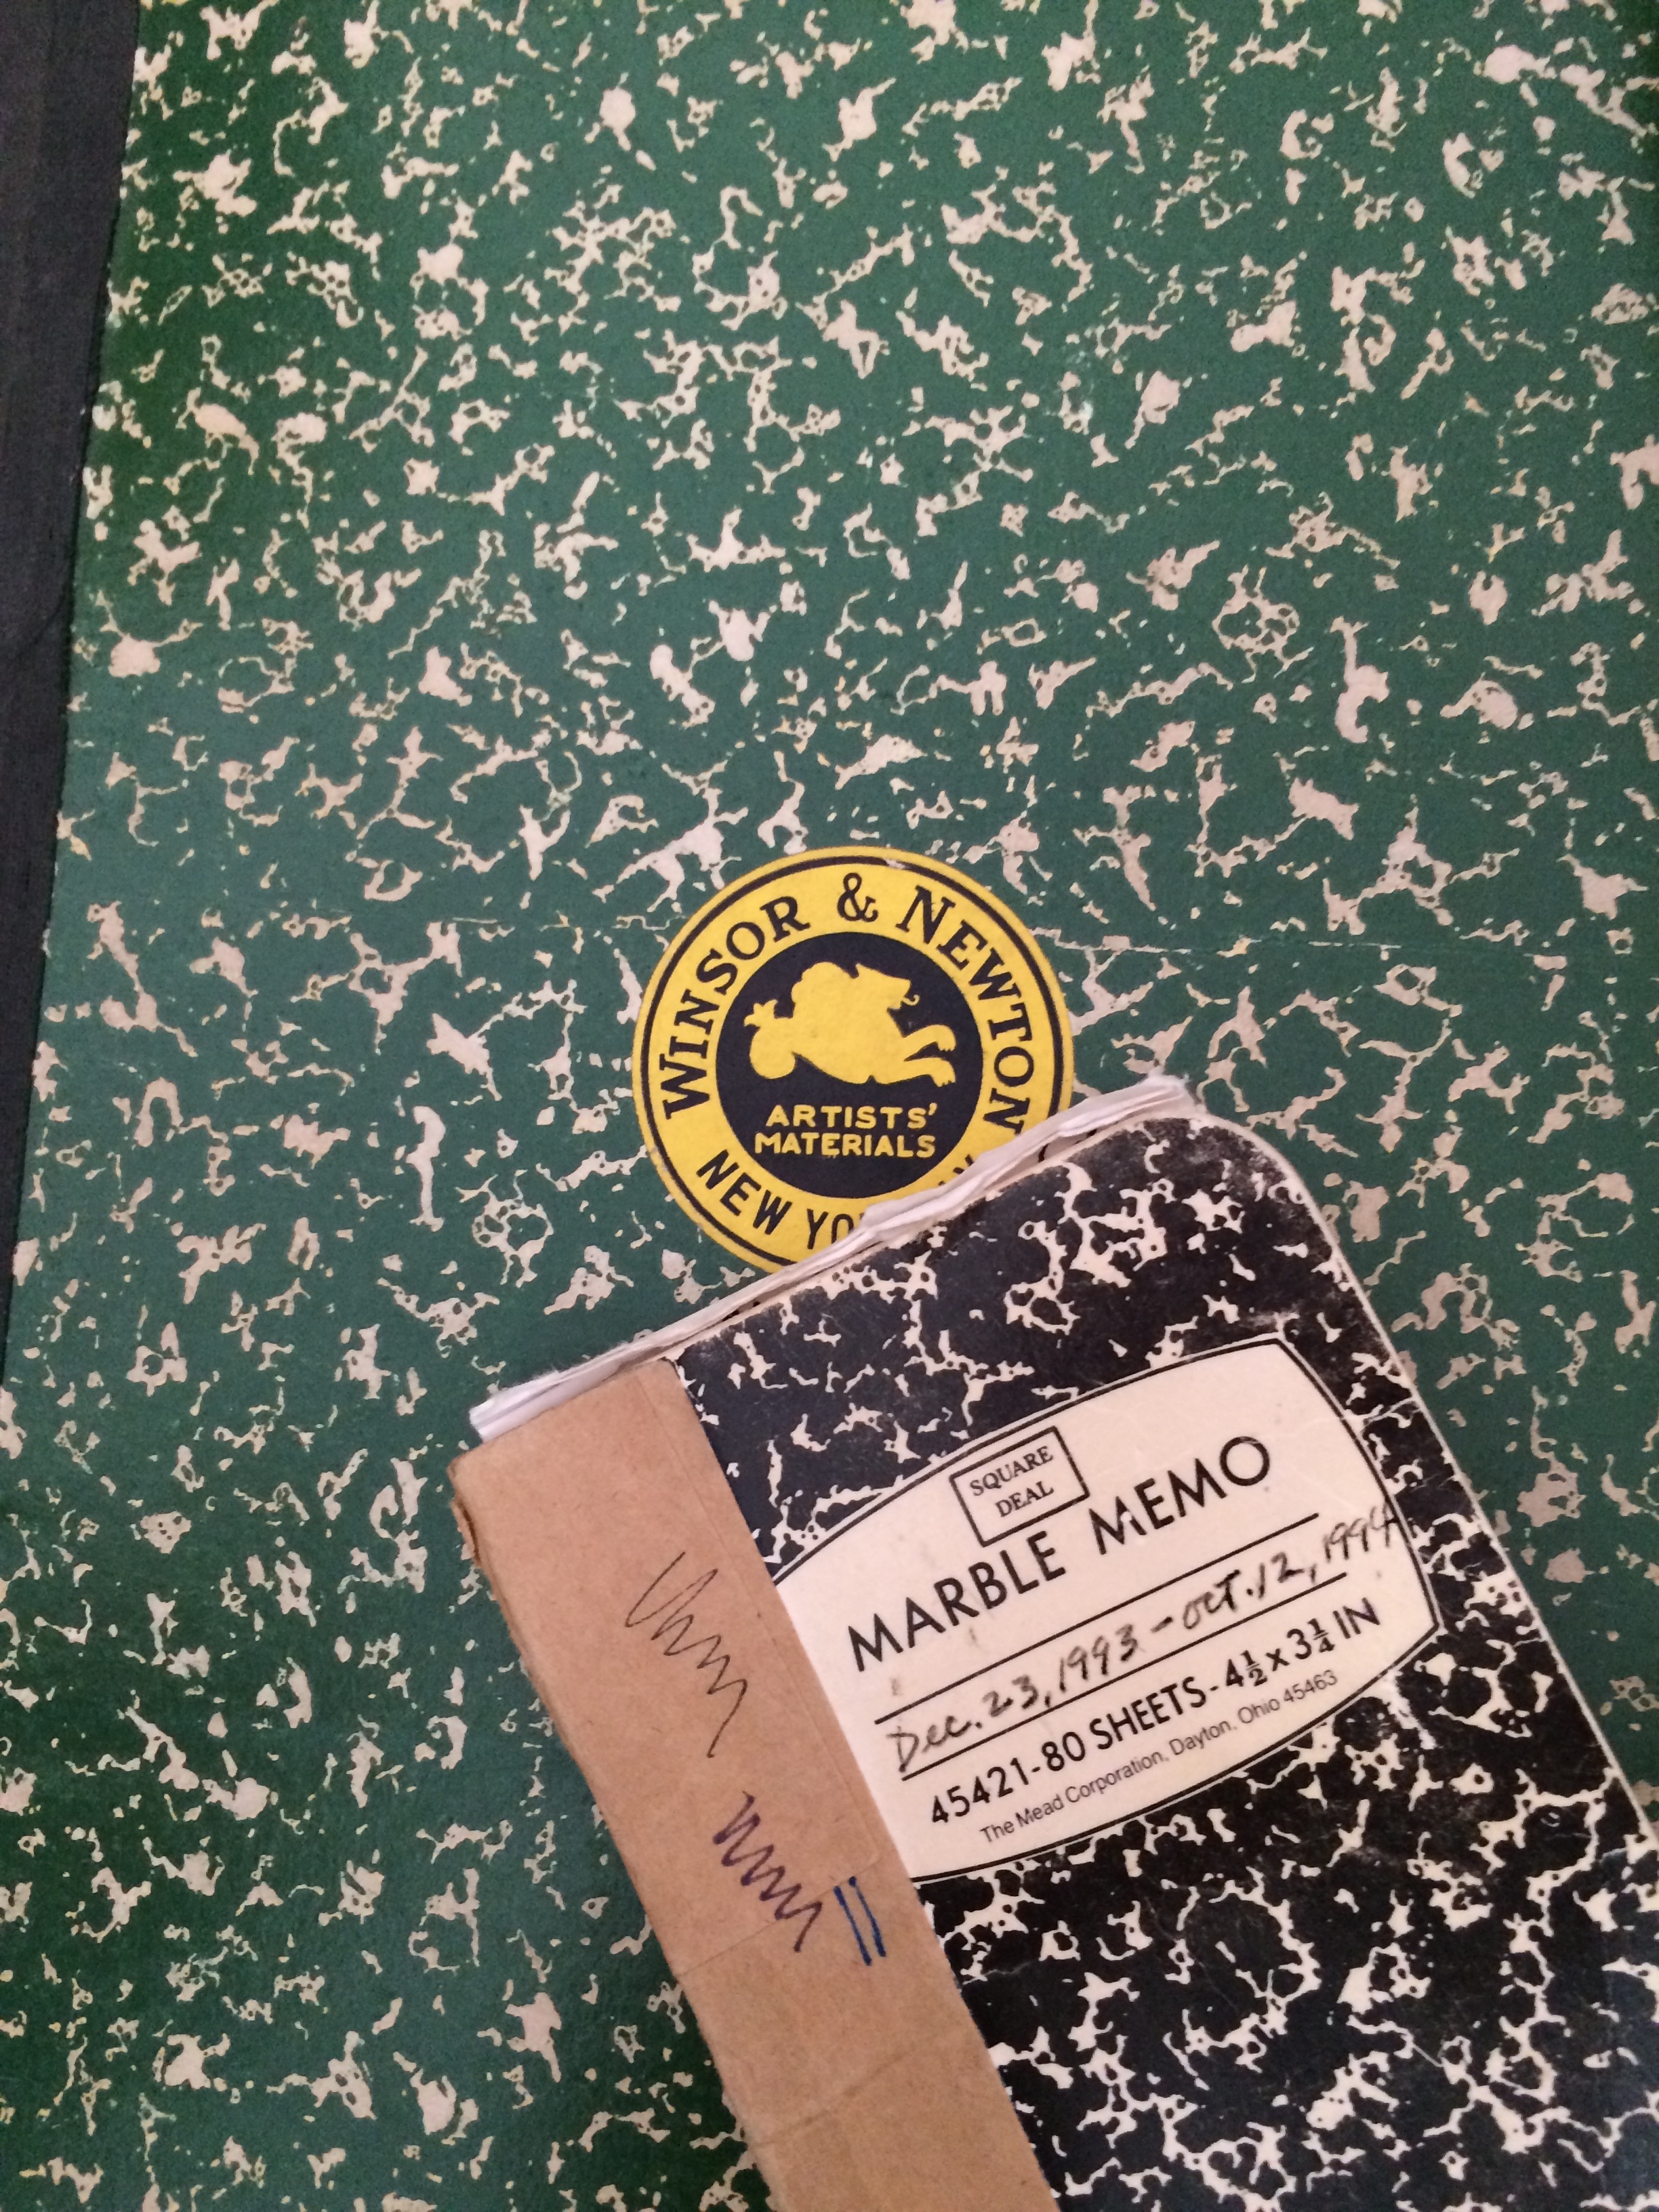 WINSOR & NEWTON
ARTISTS'
MATERIALS
NEW
SQUARE
DEAL
MARBLE MEMO
Dec. 23, 1993 - OCT. 12, 1994
45421-80 SHEETS - 4½ x 3¼ IN
The Mead Corporation, Dayton, Ohio 45463